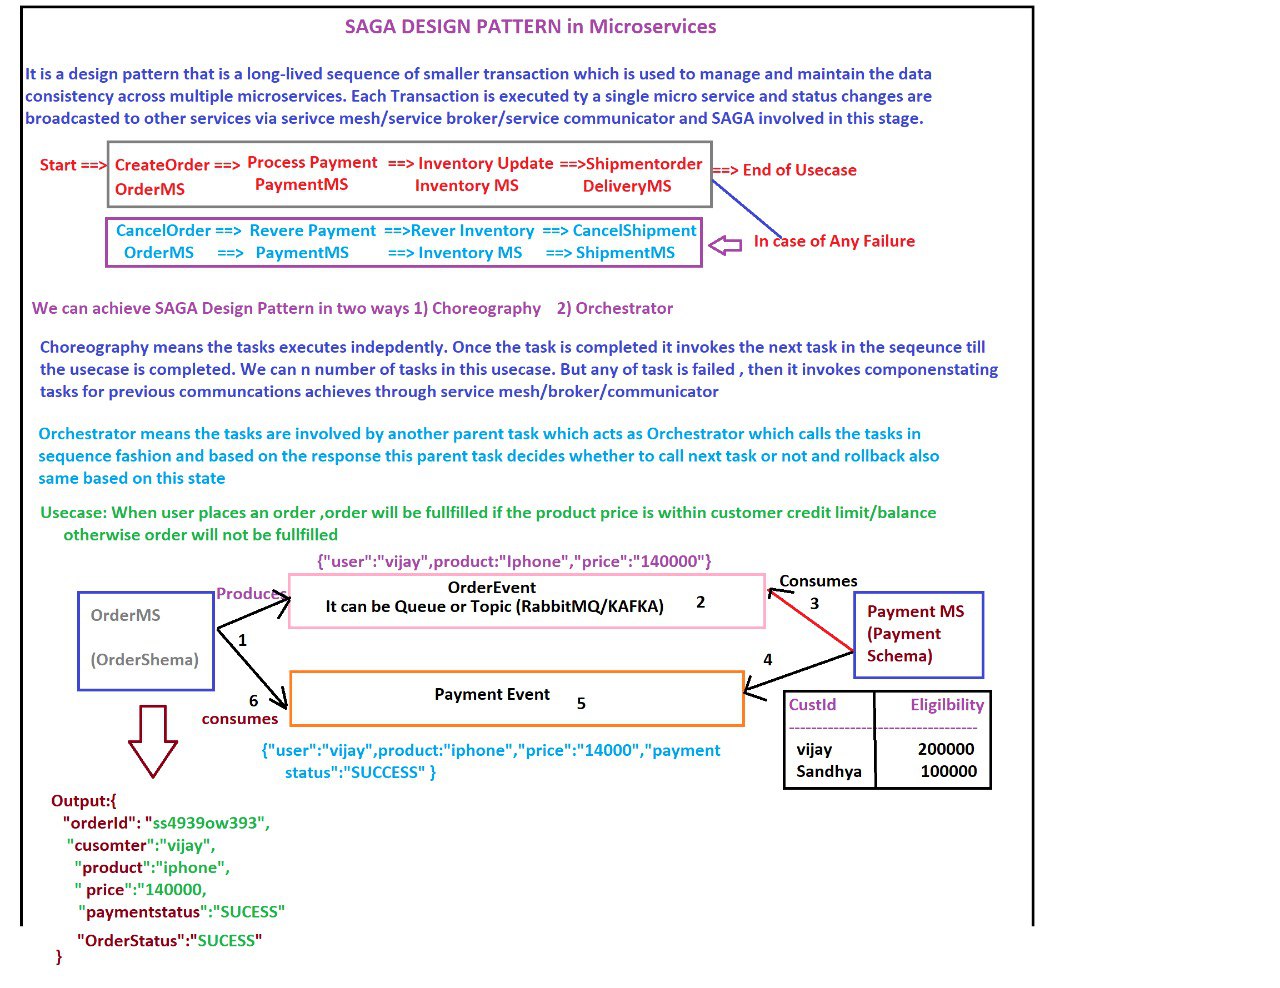 SAGA DESIGN PATTERN in Microservices
It is a design pattern that is a long-lived sequence of smaller transaction which is used to manage and maintain the data
consistency across multiple microservices. Each Transaction is executed ty a single micro service and status changes are
broadcasted to other services via serivce mesh/service broker/service communicator and SAGA involved in this stage.
Start ==> CreateOrder ==> Process Payment ==> Inventory Update ==>Shipmentorder ==> End of Usecase
OrderMS PaymentMS Inventory MS DeliveryMS
CancelOrder ==> Revere Payment ==>Rever Inventory ==> CancelShipment
OrderMS ==> PaymentMS ==> Inventory MS ==> ShipmentMS
In case of Any Failure
We can achieve SAGA Design Pattern in two ways 1) Choreography 2) Orchestrator
Choreography means the tasks executes indepdently. Once the task is completed it invokes the next task in the seqeunce till
the usecase is completed. We can n number of tasks in this usecase. But any of task is failed , then it invokes componenstating
tasks for previous communcations achieves through service mesh/broker/communicator
Orchestrator means the tasks are involved by another parent task which acts as Orchestrator which calls the tasks in
sequence fashion and based on the response this parent task decides whether to call next task or not and rollback also
same based on this state
Usecase: When user places an order ,order will be fullfilled if the product price is within customer credit limit/balance
otherwise order will not be fullfilled
{"user":"vijay",product:"Iphone","price":"140000"}
Produces
OrderEvent
It can be Queue or Topic (RabbitMQ/KAFKA) 2
Consumes
3
OrderMS
(OrderShema)
1
Payment MS
(Payment
Schema)
4
6
consumes
Payment Event 5
CustId Eligilbility
------------------------------------
vijay 200000
Sandhya 100000
{"user":"vijay",product:"iphone","price":"14000","payment
status":"SUCCESS" }
Output:{
"orderId": "ss4939ow393",
"cusomter":"vijay",
"product":"iphone",
" price":"140000,
"paymentstatus":"SUCESS"
"OrderStatus":"SUCESS"
}